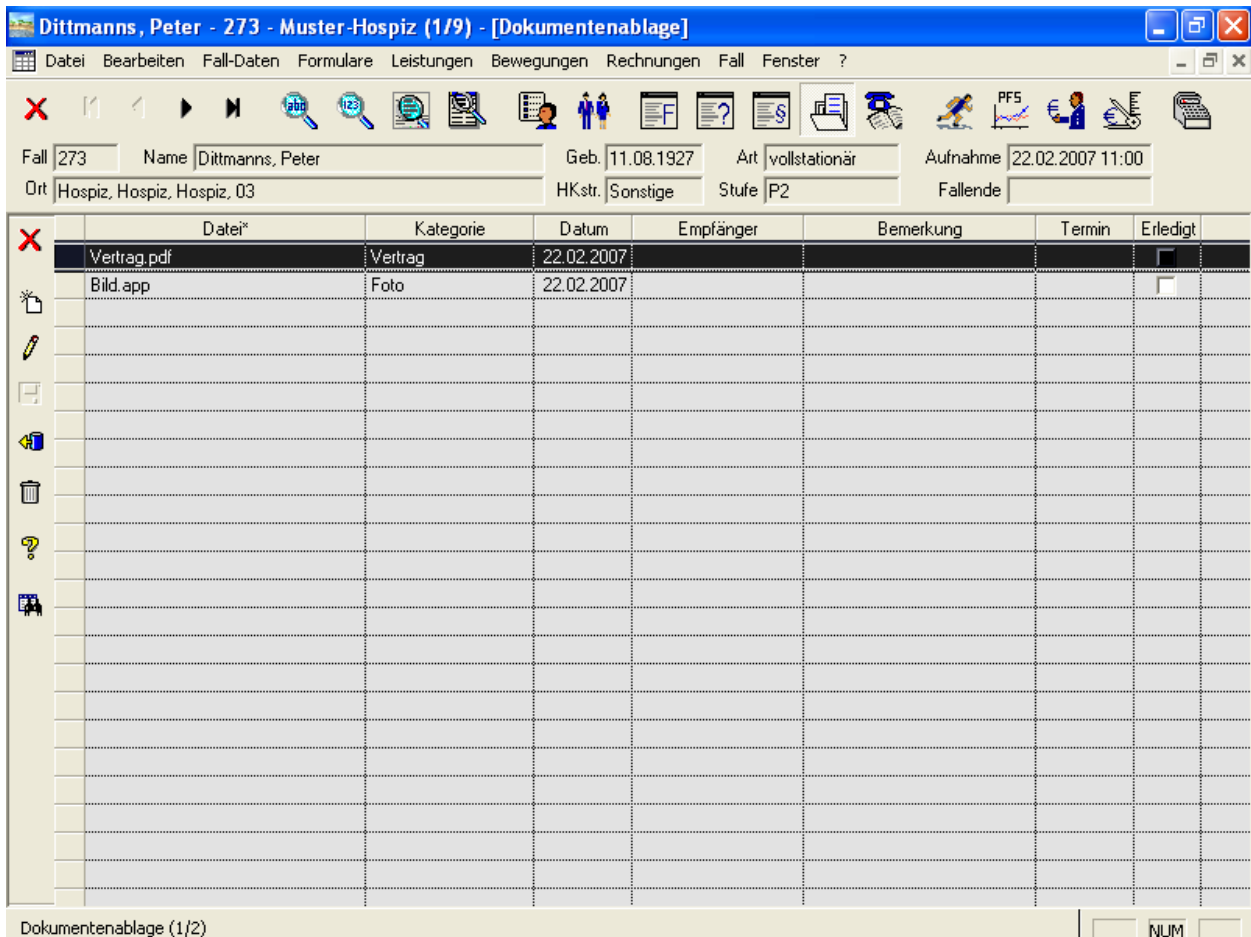 Dittmanns, Peter - 273 - Muster-Hospiz (1/9) - [Dokumentenablage]
Datei Bearbeiten Fall-Daten Formulare Leistungen Bewegungen Rechnungen Fall Fenster ?
abc 123 F ? § PFS € €
Fall 273 Name Dittmanns, Peter Geb. 11.08.1927 Art vollstationär Aufnahme 22.02.2007 11:00
Ort Hospiz, Hospiz, Hospiz, 03 HKstr. Sonstige Stufe P2 Fallende
Datei* Kategorie Datum Empfänger Bemerkung Termin Erledigt
Vertrag.pdf Vertrag 22.02.2007
Bild.app Foto 22.02.2007
Dokumentenablage (1/2) NUM